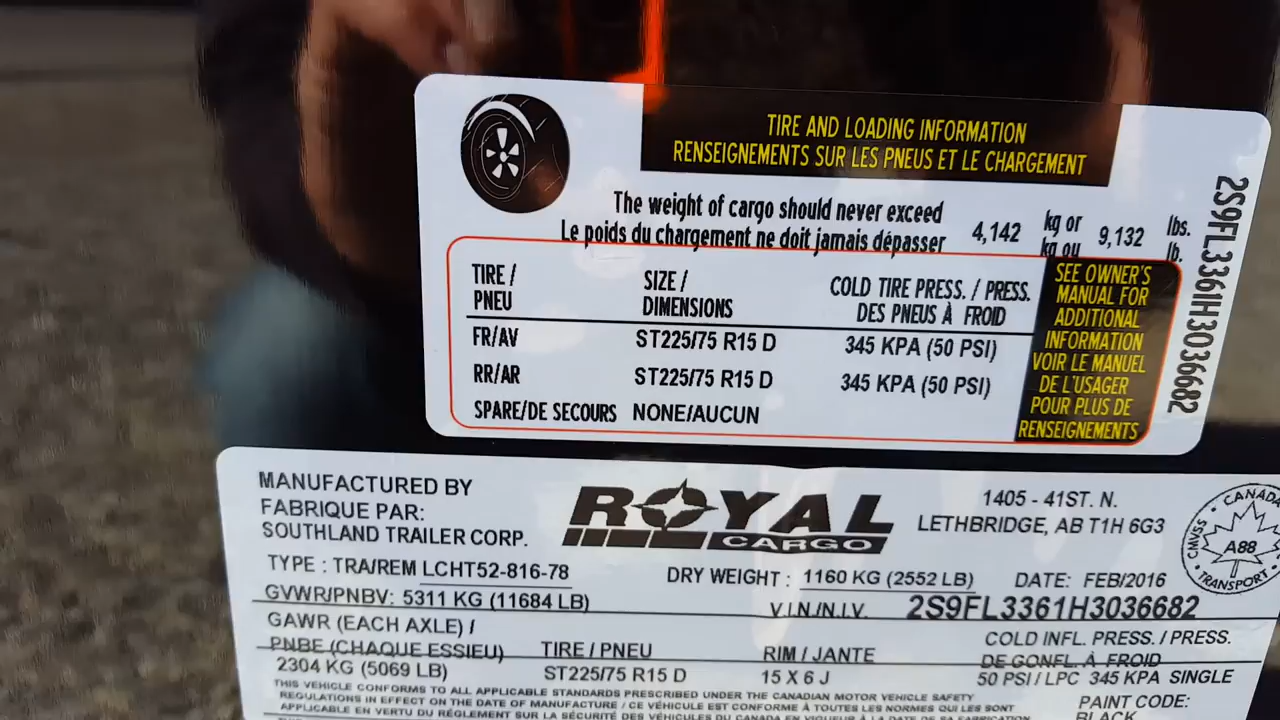 TIRE AND LOADING INFORMATION
RENSEIGNEMENTS SUR LES PNEUS ET LE CHARGEMENT
The weight of cargo should never exceed
Le poids du chargement ne doit jamais dépasser
4,142 kg or 9,132 lbs.
kg ou lb.
TIRE / SIZE / COLD TIRE PRESS. / PRESS.
PNEU DIMENSIONS DES PNEUS À FROID
FR/AV ST225/75 R15 D 345 KPA (50 PSI)
RR/AR ST225/75 R15 D 345 KPA (50 PSI)
SPARE/DE SECOURS NONE/AUCUN
SEE OWNER'S
MANUAL FOR
ADDITIONAL
INFORMATION
VOIR LE MANUEL
DE L'USAGER
POUR PLUS DE
RENSEIGNEMENTS
2S9FL3361H3036682
MANUFACTURED BY
FABRIQUE PAR:
SOUTHLAND TRAILER CORP.
ROYAL
CARGO
1405 - 41ST. N.
LETHBRIDGE, AB T1H 6G3
CANADA
CMVSS
A88
TRANSPORT
TYPE : TRA/REM LCHT52-816-78 DRY WEIGHT : 1160 KG (2552 LB) DATE: FEB/2016
GVWR/PNBV: 5311 KG (11684 LB) V.I.N/N.I.V. 2S9FL3361H3036682
GAWR (EACH AXLE) / COLD INFL. PRESS. / PRESS.
PNBE (CHAQUE ESSIEU) TIRE / PNEU RIM / JANTE DE GONFL. À FROID
2304 KG (5069 LB) ST225/75 R15 D 15 X 6 J 50 PSI / LPC 345 KPA SINGLE
THIS VEHICLE CONFORMS TO ALL APPLICABLE STANDARDS PRESCRIBED UNDER THE CANADIAN MOTOR VEHICLE SAFETY
REGULATIONS IN EFFECT ON THE DATE OF MANUFACTURE / CE VÉHICULE EST CONFORME À TOUTES LES NORMES QUI LES SONT
APPLICABLE EN VERTU DU RÉGLEMENT SUR LA SÉCURITÉ DES VÉHICULES DU CANADA EN VIGUEUR À LA DATE DE SA FABRICATION
PAINT CODE:
BLACK